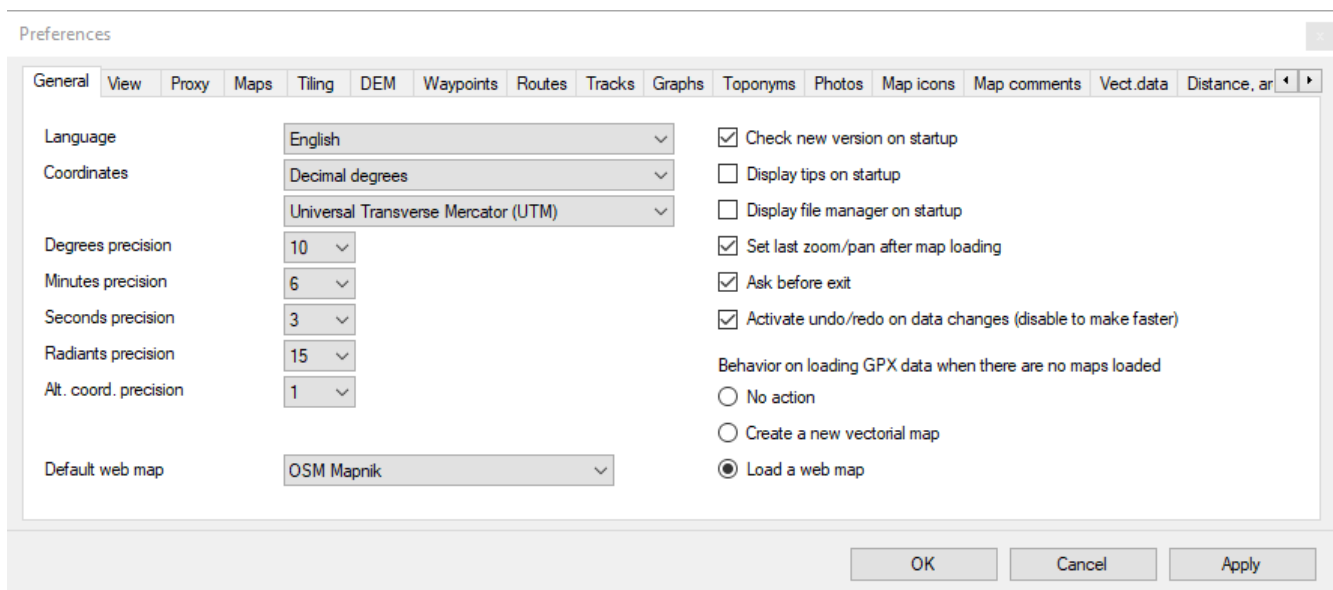 Preferences
General View Proxy Maps Tiling DEM Waypoints Routes Tracks Graphs Toponyms Photos Map icons Map comments Vect.data Distance, ar
Language English
Coordinates Decimal degrees
Universal Transverse Mercator (UTM)
Degrees precision 10
Minutes precision 6
Seconds precision 3
Radiants precision 15
Alt. coord. precision 1
Default web map OSM Mapnik
Check new version on startup
Display tips on startup
Display file manager on startup
Set last zoom/pan after map loading
Ask before exit
Activate undo/redo on data changes (disable to make faster)
Behavior on loading GPX data when there are no maps loaded
No action
Create a new vectorial map
Load a web map
OK Cancel Apply